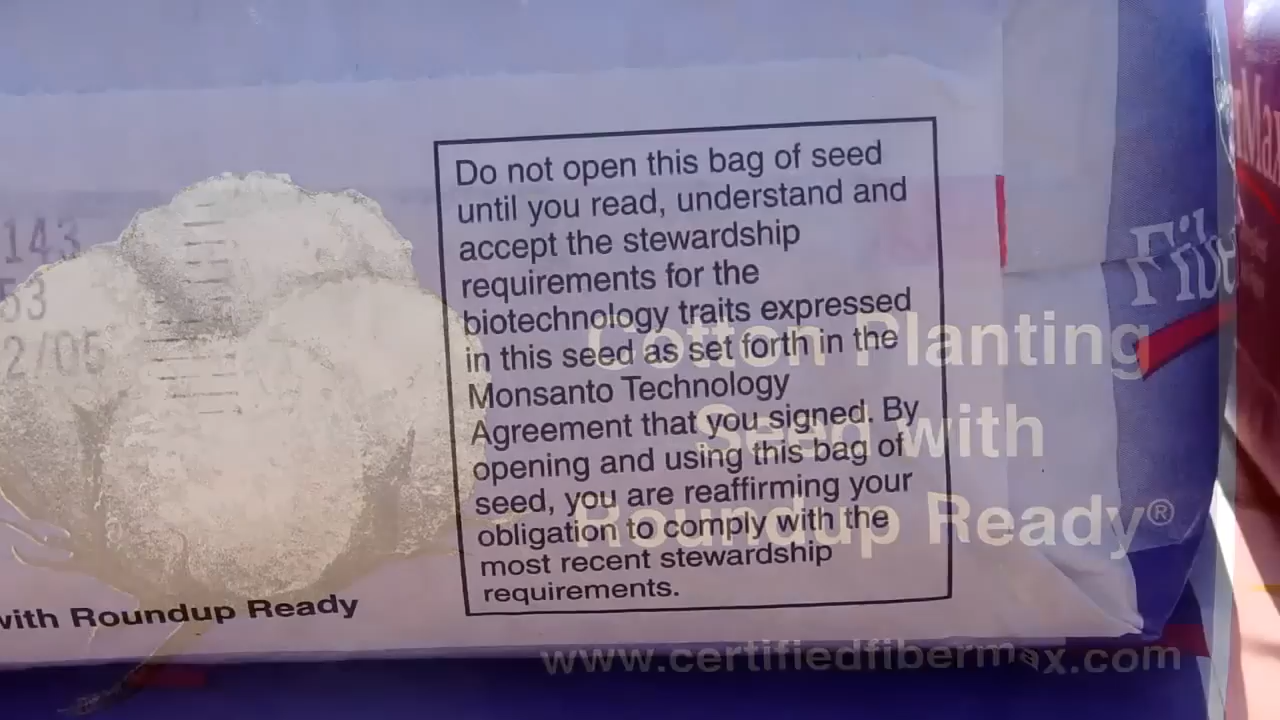 143
53
2/05
with Roundup Ready
Do not open this bag of seed
until you read, understand and
accept the stewardship
requirements for the
biotechnology traits expressed
in this seed as set forth in the
Monsanto Technology
Agreement that you signed. By
opening and using this bag of
seed, you are reaffirming your
obligation to comply with the
most recent stewardship
requirements.
Cotton Planting
Seed with
Roundup Ready®
www.certifiedfibermax.com
Fibe
Max